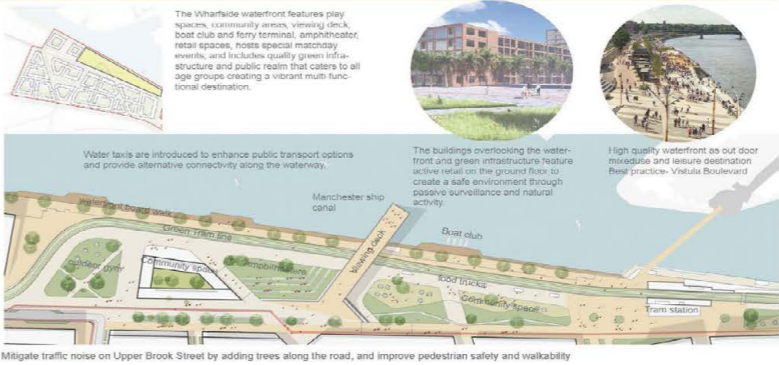 The Wharfside waterfront features play
spaces, community areas, viewing deck,
boat club and ferry terminal, amphitheater,
retail spaces, hosts special matchday
events, and includes quality green infra-
structure and public realm that caters to all
age groups creating a vibrant multi-func-
tional destination.
Water taxis are introduced to enhance public transport options
and provide alternative connectivity along the waterway.
The buildings overlooking the water-
front and green infrastructure feature
active retail on the ground floor to
create a safe environment through
passive surveillance and natural
activity.
High quality waterfront as out door
mixeduse and leisure destination
Best practice- Vistula Boulevard
Manchester ship
canal
Waterfront board walk
Green Tram line
Viewing deck
Boat club
outdoor gym
Community space
Amphitheatre
food trucks
Community space
Tram station
Mitigate traffic noise on Upper Brook Street by adding trees along the road, and improve pedestrian safety and walkability